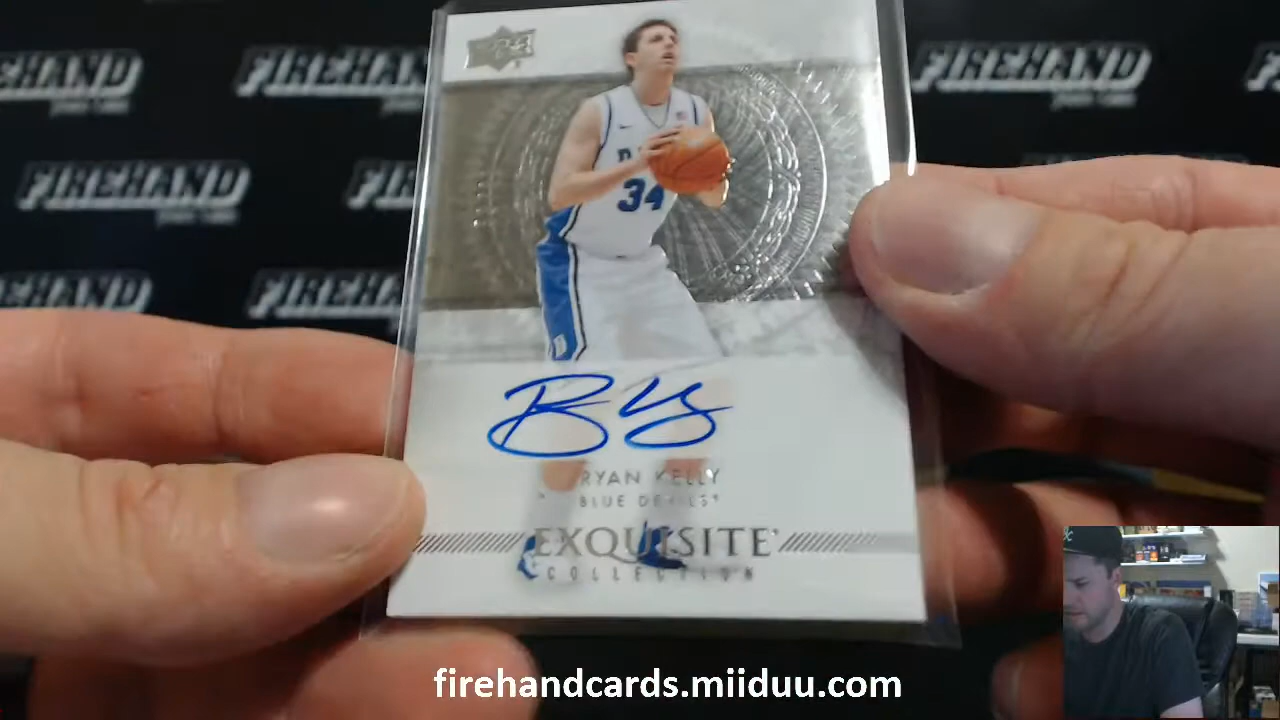 FIREHAND
FIREHAND
FIREHAND
FIREHAND
FIREHAND
34
RYAN KELLY
BLUE DEVILS
EXQUISITE
COLLECTION
firehandcards.miiduu.com